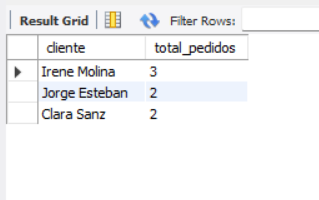 Result Grid Filter Rows:
cliente total_pedidos
Irene Molina 3
Jorge Esteban 2
Clara Sanz 2